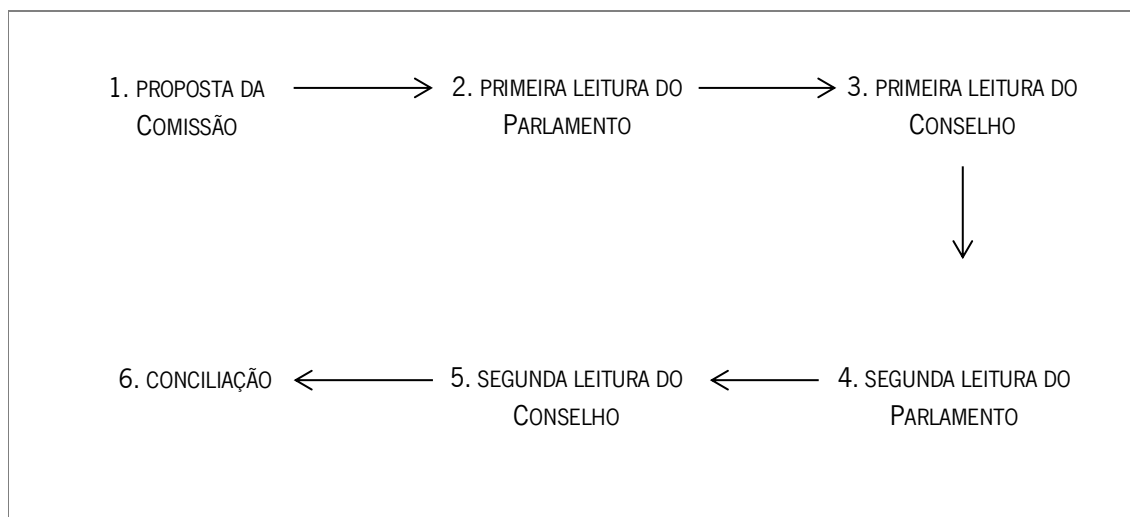 1. PROPOSTA DA
COMISSÃO
2. PRIMEIRA LEITURA DO
PARLAMENTO
3. PRIMEIRA LEITURA DO
CONSELHO
4. SEGUNDA LEITURA DO
PARLAMENTO
5. SEGUNDA LEITURA DO
CONSELHO
6. CONCILIAÇÃO